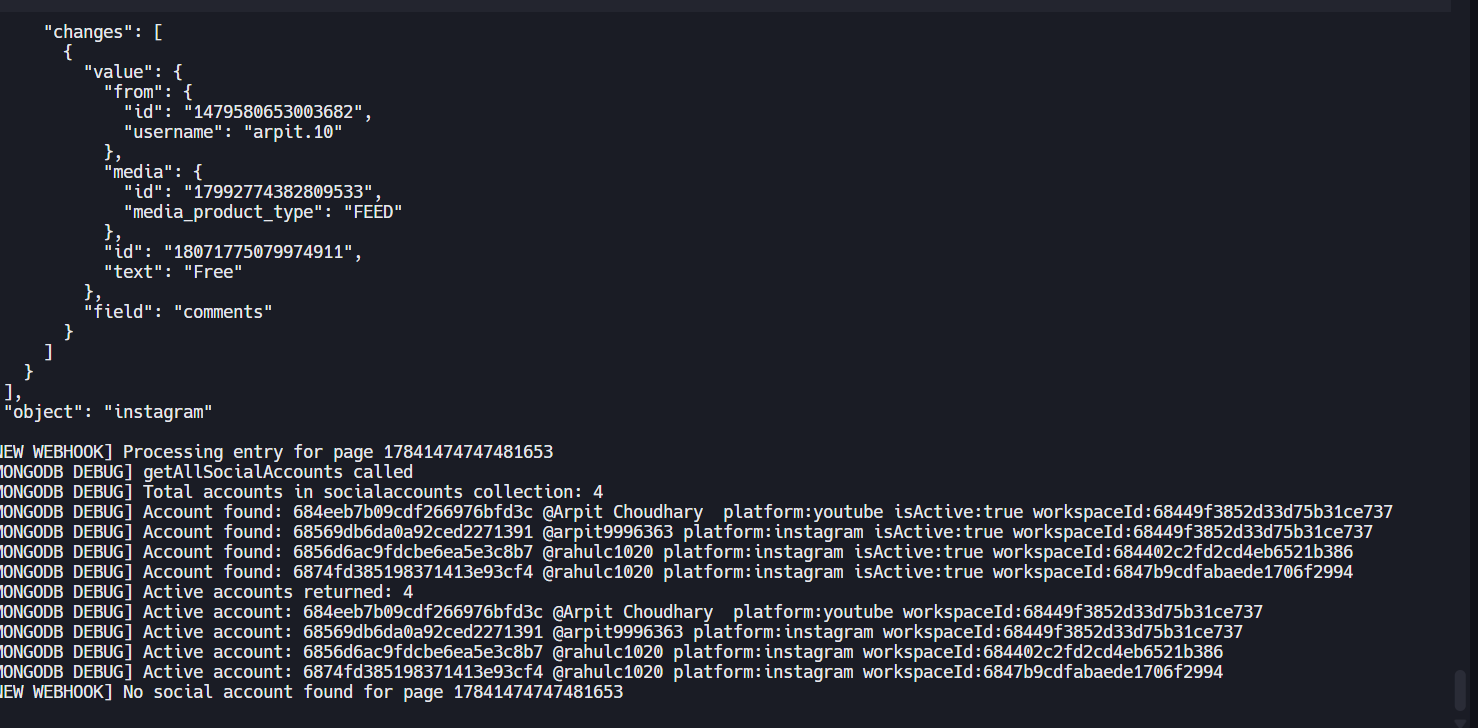 "changes": [
{
"value": {
"from": {
"id": "1479580653003682",
"username": "arpit.10"
},
"media": {
"id": "17992774382809533",
"media_product_type": "FEED"
},
"id": "18071775079974911",
"text": "Free"
},
"field": "comments"
}
]
}
],
"object": "instagram"
NEW WEBHOOK] Processing entry for page 17841474747481653
MONGODB DEBUG] getAllSocialAccounts called
MONGODB DEBUG] Total accounts in socialaccounts collection: 4
MONGODB DEBUG] Account found: 684eeb7b09cdf266976bfd3c @Arpit Choudhary  platform:youtube isActive:true workspaceId:68449f3852d33d75b31ce737
MONGODB DEBUG] Account found: 68569db6da0a92ced2271391 @arpit9996363 platform:instagram isActive:true workspaceId:68449f3852d33d75b31ce737
MONGODB DEBUG] Account found: 6856d6ac9fdcbe6ea5e3c8b7 @rahulc1020 platform:instagram isActive:true workspaceId:684402c2fd2cd4eb6521b386
MONGODB DEBUG] Account found: 6874fd385198371413e93cf4 @rahulc1020 platform:instagram isActive:true workspaceId:6847b9cdfabaede1706f2994
MONGODB DEBUG] Active accounts returned: 4
MONGODB DEBUG] Active account: 684eeb7b09cdf266976bfd3c @Arpit Choudhary  platform:youtube workspaceId:68449f3852d33d75b31ce737
MONGODB DEBUG] Active account: 68569db6da0a92ced2271391 @arpit9996363 platform:instagram workspaceId:68449f3852d33d75b31ce737
MONGODB DEBUG] Active account: 6856d6ac9fdcbe6ea5e3c8b7 @rahulc1020 platform:instagram workspaceId:684402c2fd2cd4eb6521b386
MONGODB DEBUG] Active account: 6874fd385198371413e93cf4 @rahulc1020 platform:instagram workspaceId:6847b9cdfabaede1706f2994
NEW WEBHOOK] No social account found for page 17841474747481653